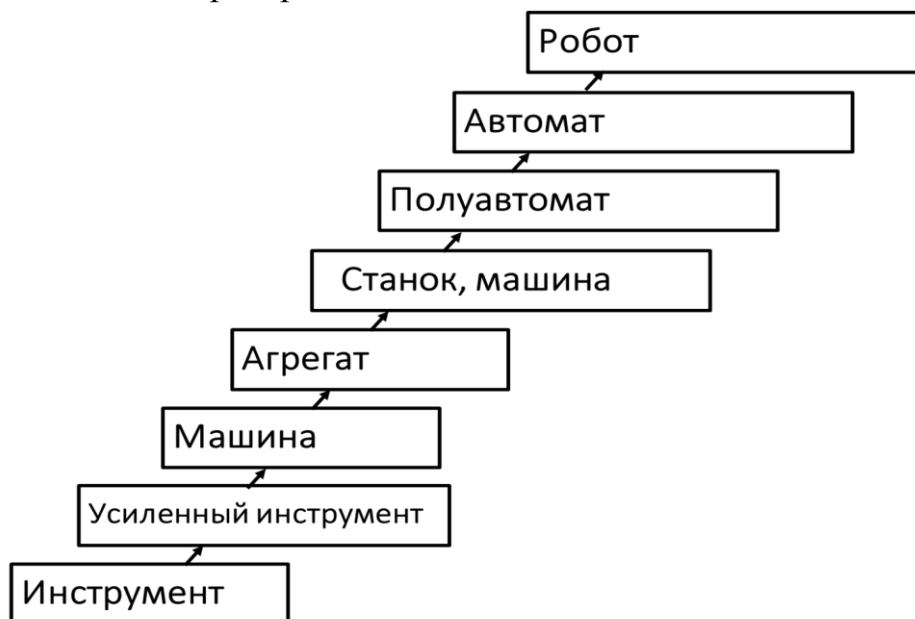 Робот
Автомат
Полуавтомат
Станок, машина
Агрегат
Машина
Усиленный инструмент
Инструмент